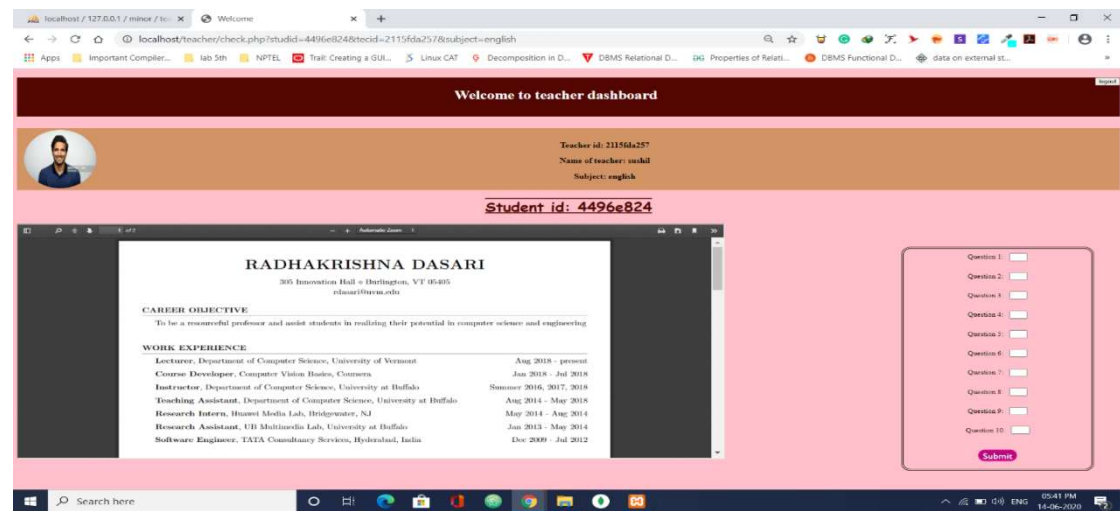 localhost / 127.0.0.1 / minor / te
Welcome
localhost/teacher/check.php?studid=4496e824&tecid=2115fda257&subject=english
Apps
Important Compiler...
lab 5th
NPTEL
Trail: Creating a GUI...
Linux CAT
Decomposition in D...
DBMS Relational D...
Properties of Relati...
DBMS Functional D...
data on external st...
Welcome to teacher dashboard
logout
Teacher id: 2115fda257
Name of teacher: sushil
Subject: english
Student id: 4496e824
1 of 2
Automatic Zoom
RADHAKRISHNA DASARI
305 Innovation Hall ◦ Burlington, VT 05405
rdasari@uvm.edu
CAREER OBJECTIVE
To be a resourceful professor and assist students in realizing their potential in computer science and engineering
WORK EXPERIENCE
Lecturer, Department of Computer Science, University of Vermont Aug 2018 - present
Course Developer, Computer Vision Basics, Coursera Jan 2018 - Jul 2018
Instructor, Department of Computer Science, University at Buffalo Summer 2016, 2017, 2018
Teaching Assistant, Department of Computer Science, University at Buffalo Aug 2014 - May 2018
Research Intern, Huawei Media Lab, Bridgewater, NJ May 2014 - Aug 2014
Research Assistant, UB Multimedia Lab, University at Buffalo Jan 2013 - May 2014
Software Engineer, TATA Consultancy Services, Hyderabad, India Dec 2009 - Jul 2012
Question 1:
Question 2:
Question 3:
Question 4:
Question 5:
Question 6:
Question 7:
Question 8:
Question 9:
Question 10:
Submit
Search here
ENG
05:41 PM
14-06-2020